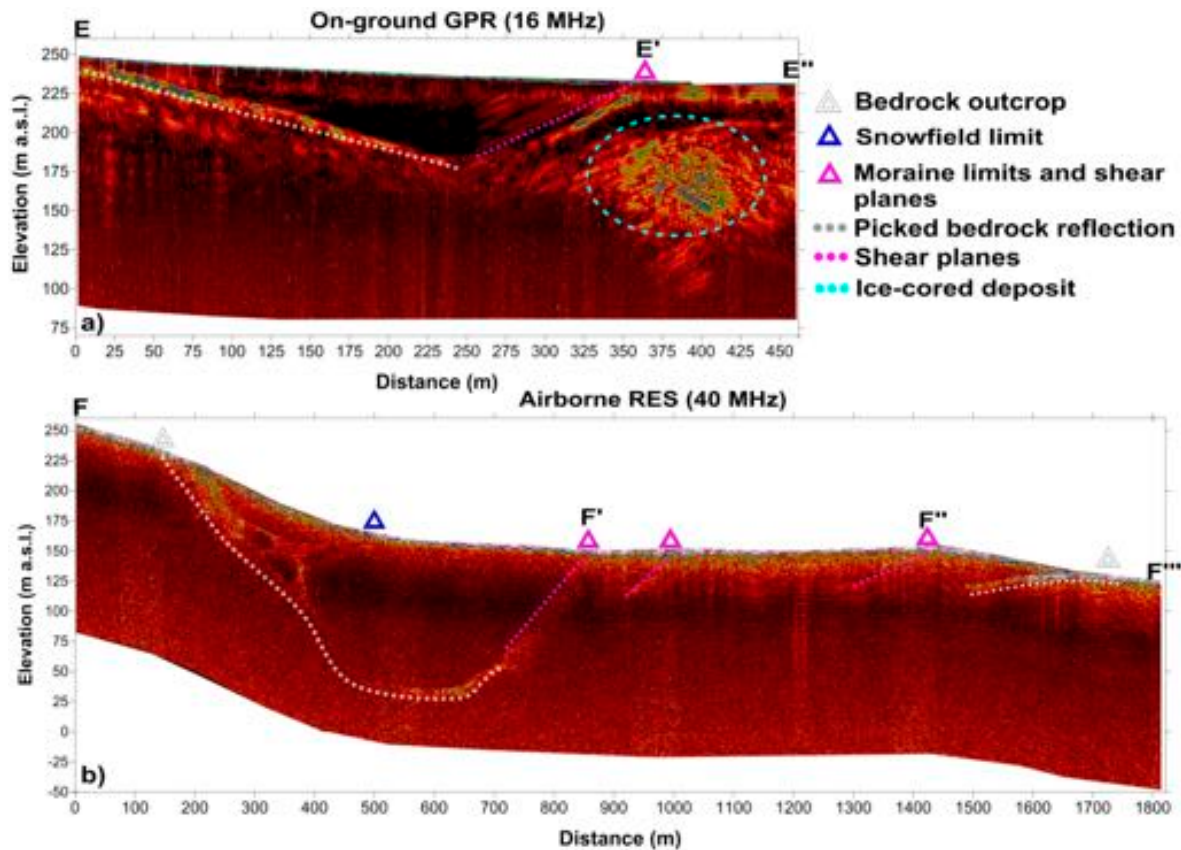 On-ground GPR (16 MHz)
E
E'
E''
250
225
200
175
150
125
100
75
Elevation (m a.s.l.)
a)
0 25 50 75 100 125 150 175 200 225 250 275 300 325 350 375 400 425 450
Distance (m)
Bedrock outcrop
Snowfield limit
Moraine limits and shear
planes
Picked bedrock reflection
Shear planes
Ice-cored deposit
Airborne RES (40 MHz)
F
F'
F''
F'''
250
225
200
175
150
125
100
75
50
25
0
-25
-50
Elevation (m a.s.l.)
b)
0 100 200 300 400 500 600 700 800 900 1000 1100 1200 1300 1400 1500 1600 1700 1800
Distance (m)